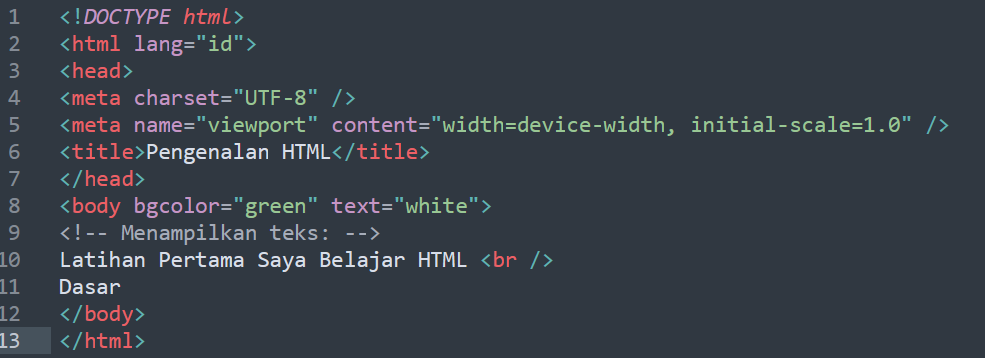 1 <!DOCTYPE html>
2 <html lang="id">
3 <head>
4 <meta charset="UTF-8" />
5 <meta name="viewport" content="width=device-width, initial-scale=1.0" />
6 <title>Pengenalan HTML</title>
7 </head>
8 <body bgcolor="green" text="white">
9 <!-- Menampilkan teks: -->
10 Latihan Pertama Saya Belajar HTML <br />
11 Dasar
12 </body>
13 </html>